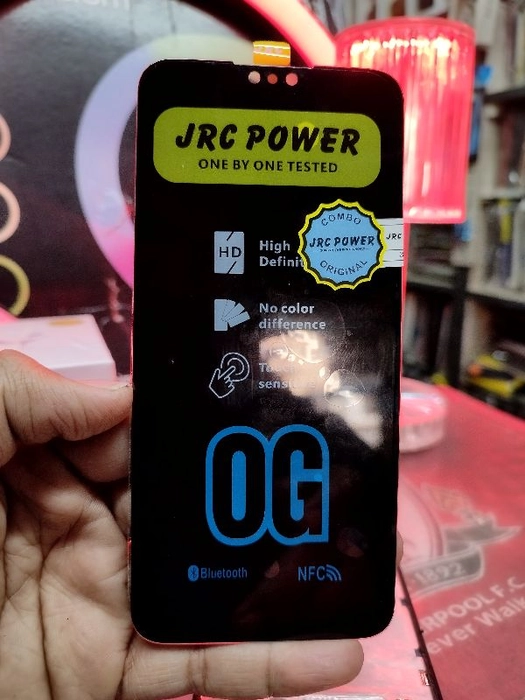 JRC POWER
ONE BY ONE TESTED
COMBO
JRC POWER
ORIGINAL
JRC
HD
High
No color
difference
OG
Bluetooth
NFC
1892